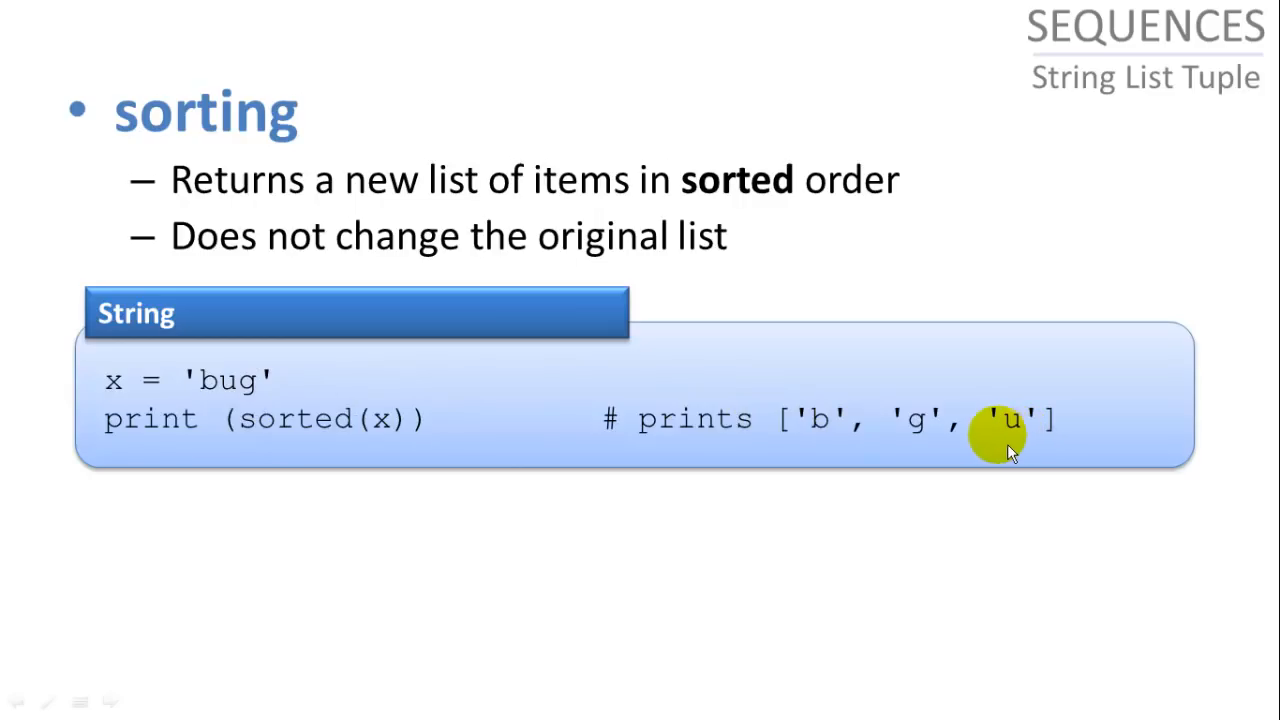 SEQUENCES
String List Tuple
• sorting
– Returns a new list of items in sorted order
– Does not change the original list
String
x = 'bug'
print (sorted(x)) # prints ['b', 'g', 'u']